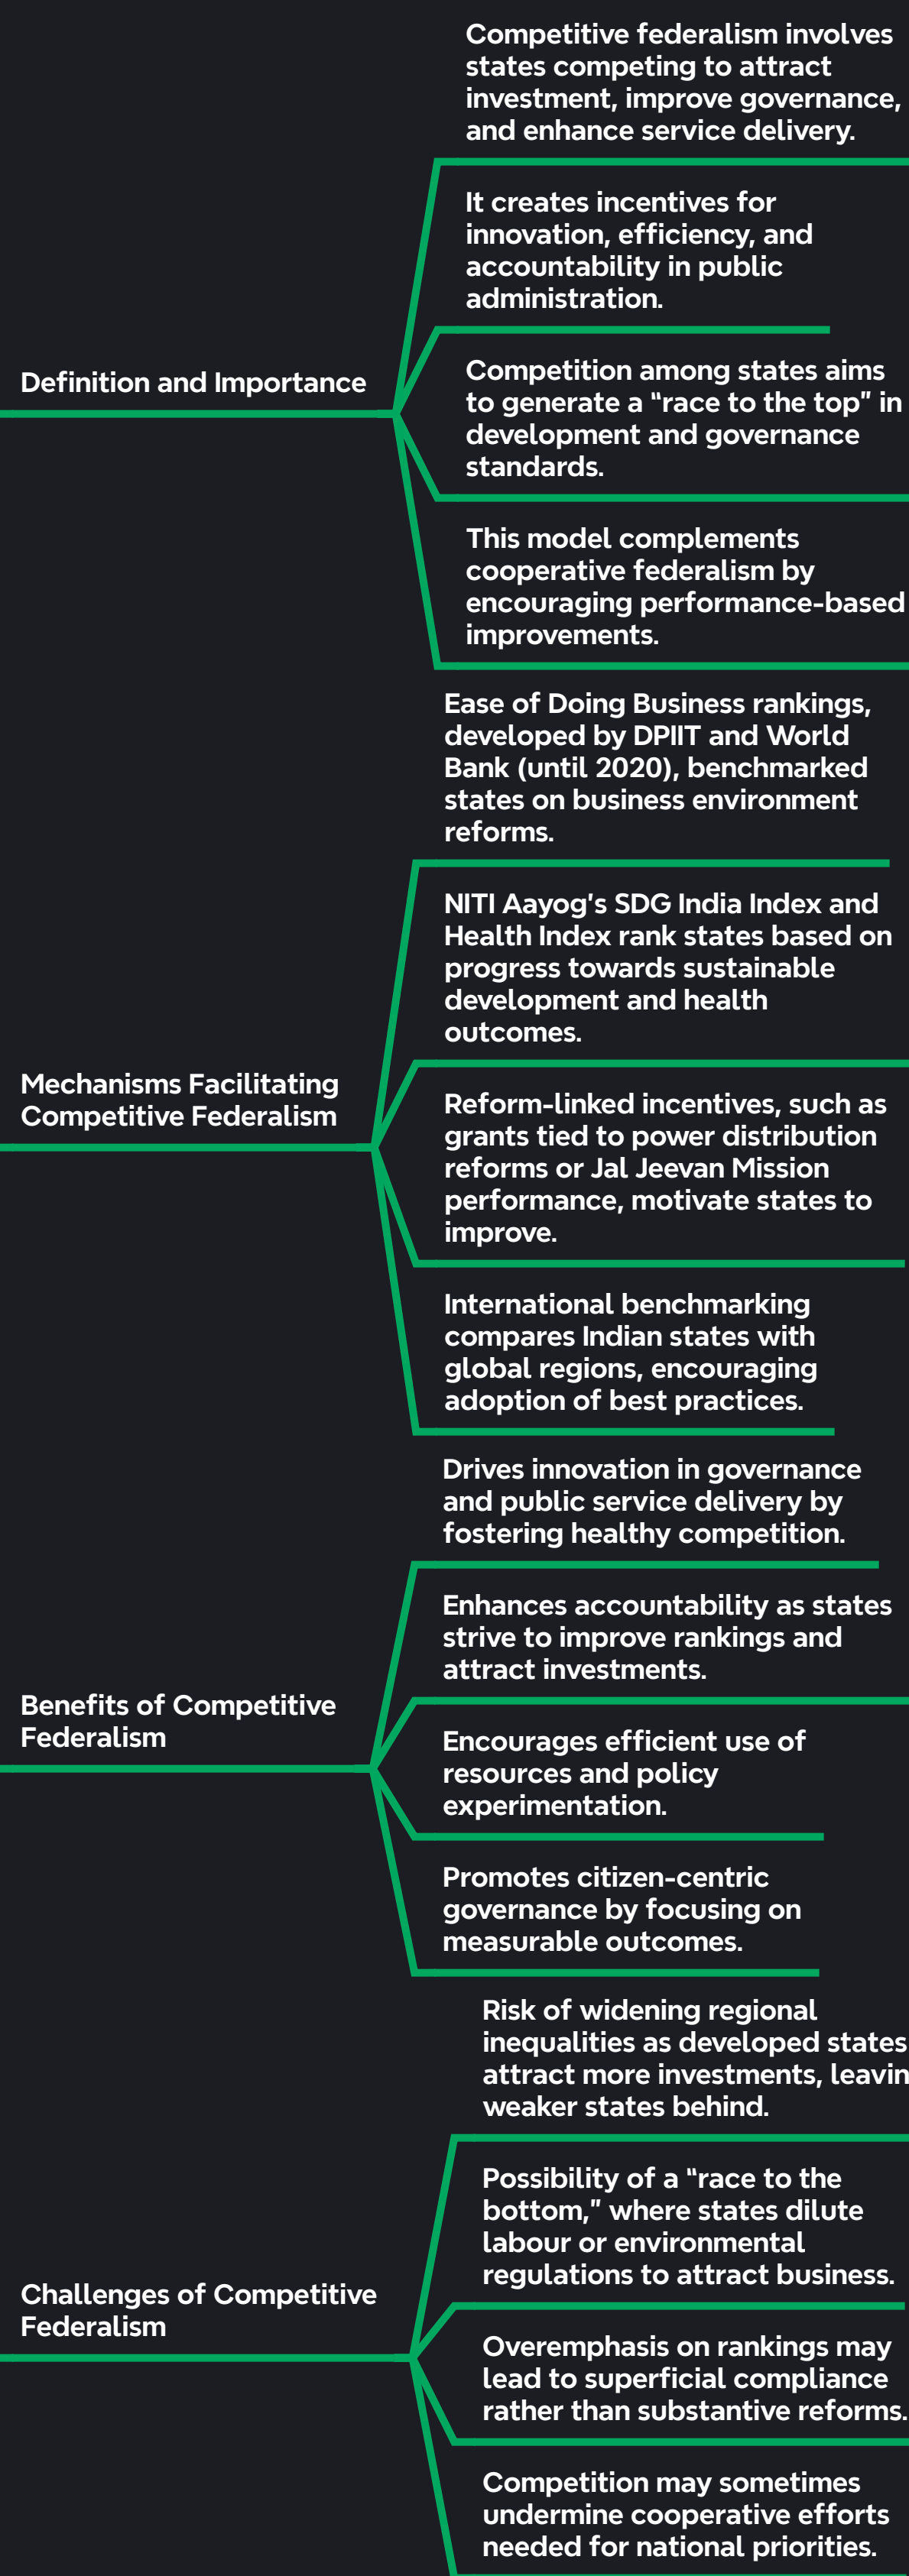 Competitive federalism involves
states competing to attract
investment, improve governance,
and enhance service delivery.
It creates incentives for
innovation, efficiency, and
accountability in public
administration.
Definition and Importance
Competition among states aims
to generate a “race to the top” in
development and governance
standards.
This model complements
cooperative federalism by
encouraging performance-based
improvements.
Ease of Doing Business rankings,
developed by DPIIT and World
Bank (until 2020), benchmarked
states on business environment
reforms.
NITI Aayog’s SDG India Index and
Health Index rank states based on
progress towards sustainable
development and health
outcomes.
Mechanisms Facilitating
Competitive Federalism
Reform-linked incentives, such as
grants tied to power distribution
reforms or Jal Jeevan Mission
performance, motivate states to
improve.
International benchmarking
compares Indian states with
global regions, encouraging
adoption of best practices.
Drives innovation in governance
and public service delivery by
fostering healthy competition.
Enhances accountability as states
strive to improve rankings and
attract investments.
Benefits of Competitive
Federalism
Encourages efficient use of
resources and policy
experimentation.
Promotes citizen-centric
governance by focusing on
measurable outcomes.
Risk of widening regional
inequalities as developed states
attract more investments, leavin
weaker states behind.
Possibility of a “race to the
bottom,” where states dilute
labour or environmental
regulations to attract business.
Challenges of Competitive
Federalism
Overemphasis on rankings may
lead to superficial compliance
rather than substantive reforms.
Competition may sometimes
undermine cooperative efforts
needed for national priorities.